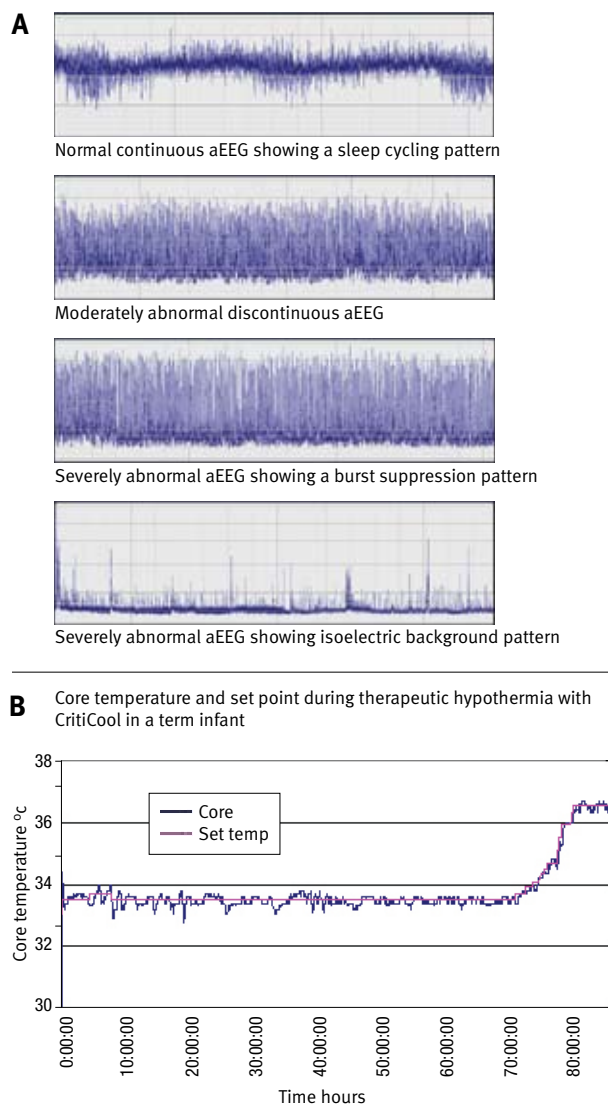 A
Normal continuous aEEG showing a sleep cycling pattern
Moderately abnormal discontinuous aEEG
Severely abnormal aEEG showing a burst suppression pattern
Severely abnormal aEEG showing isoelectric background pattern
B
Core temperature and set point during therapeutic hypothermia with
CritiCool in a term infant
Core temperature ºc
38
36
34
32
30
Core
Set temp
0:00:00
10:00:00
20:00:00
30:00:00
40:00:00
50:00:00
60:00:00
70:00:00
80:00:00
Time hours